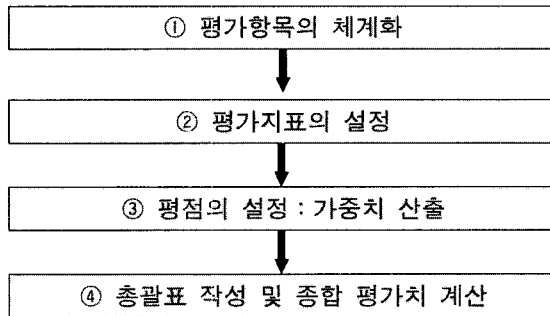 ① 평가항목의 체계화
② 평가지표의 설정
③ 평점의 설정 : 가중치 산출
④ 총괄표 작성 및 종합 평가치 계산